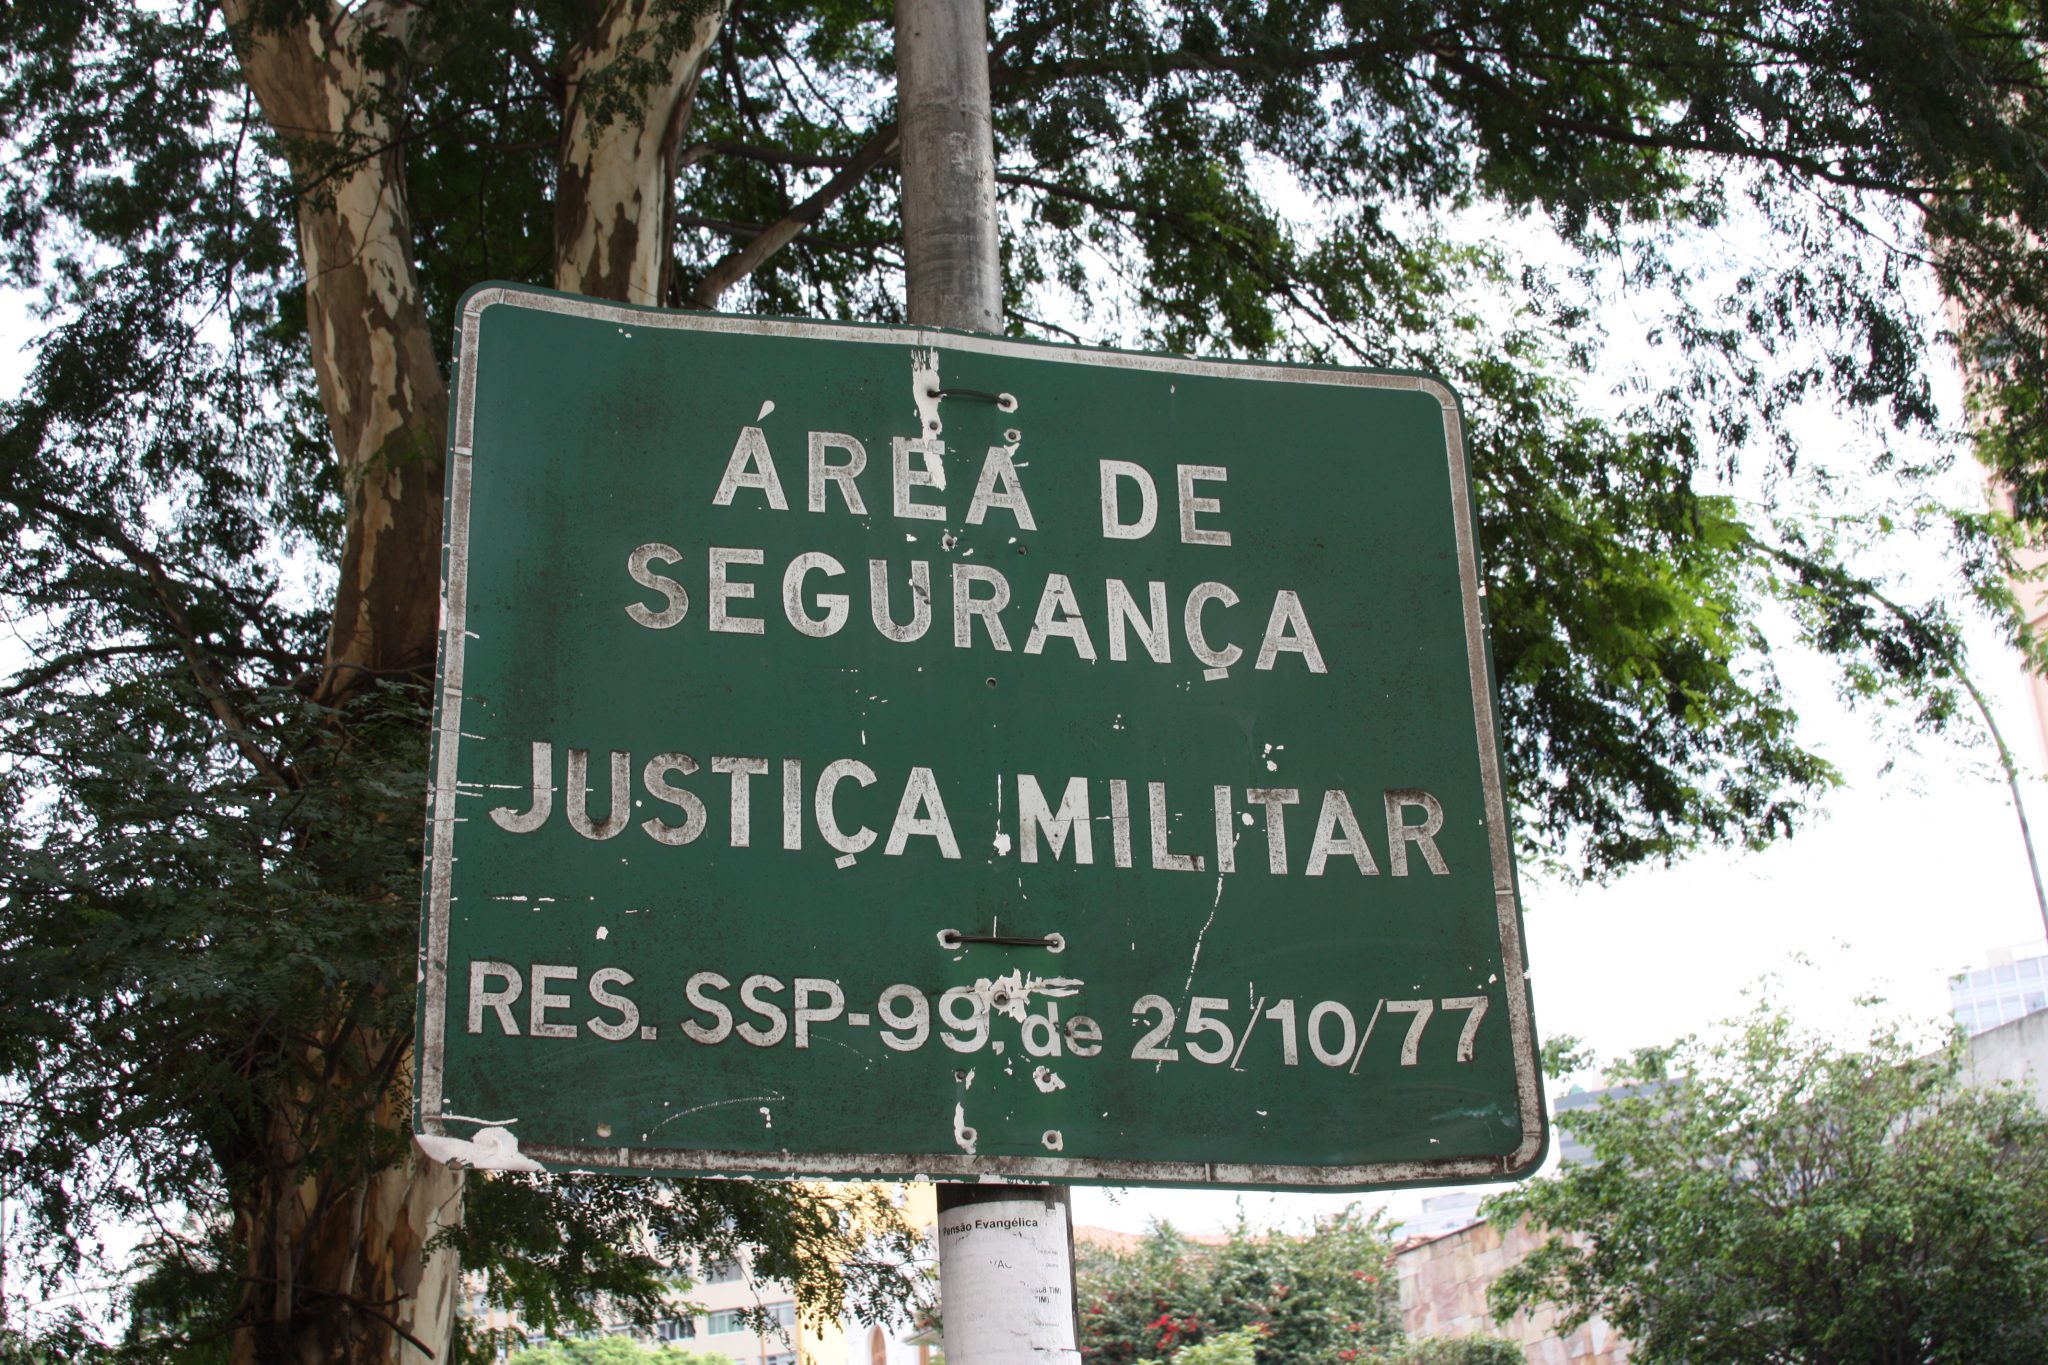 ÁREA DE
SEGURANÇA
JUSTIÇA MILITAR
RES. SSP-99, de 25/10/77
Pensão Evangélica